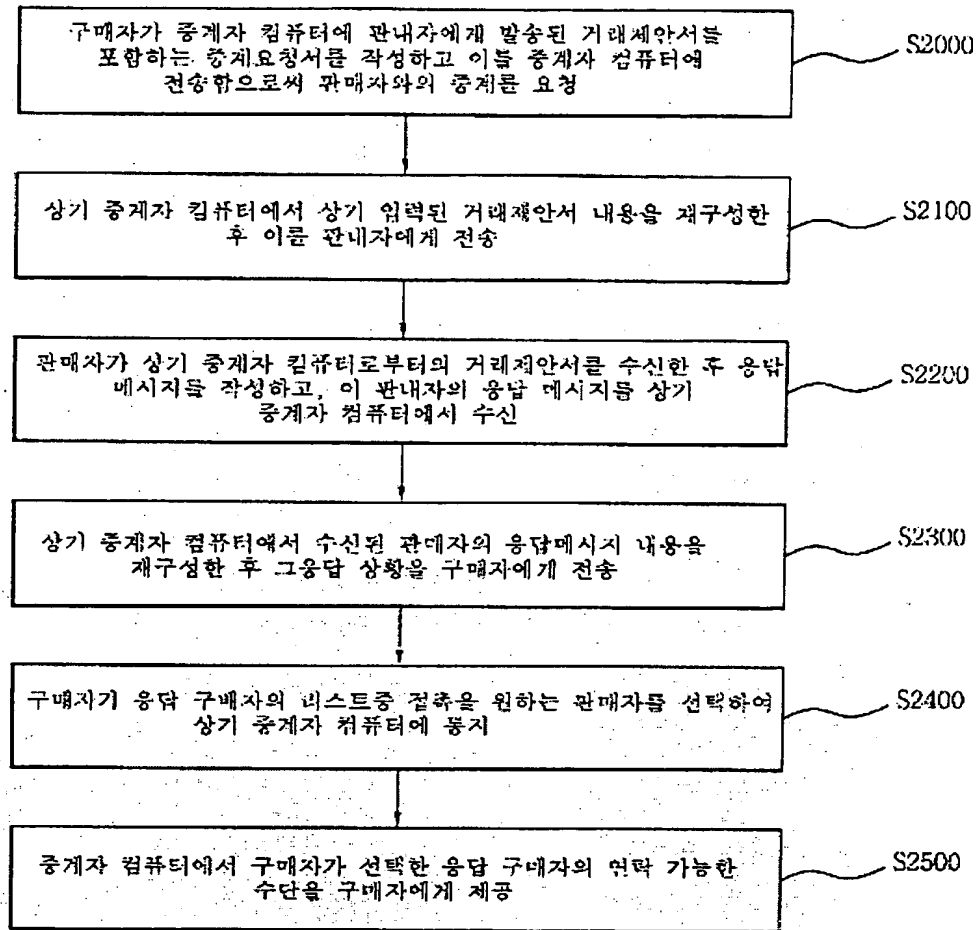 구매자가 중계자 컴퓨터에 판매자에게 발송된 거래제안서를
포함하는 중계요청서를 작성하고 이를 중계자 컴퓨터에
전송함으로써 판매자와의 중계를 요청
S2000
상기 중계자 컴퓨터에서 상기 입력된 거래제안서 내용을 재구성한
후 이를 판매자에게 전송
S2100
판매자가 상기 중계자 컴퓨터로부터의 거래제안서를 수신한 후 응답
메시지를 작성하고, 이 판매자의 응답 메시지를 상기
중계자 컴퓨터에서 수신
S2200
상기 중계자 컴퓨터에서 수신된 판매자의 응답메시지 내용을
재구성한 후 그응답 상황을 구매자에게 전송
S2300
구매자가 응답 구매자의 리스트중 접촉을 원하는 판매자를 선택하여
상기 중계자 컴퓨터에 통지
S2400
중계자 컴퓨터에서 구매자가 선택한 응답 구매자의 연락 가능한
수단을 구매자에게 제공
S2500